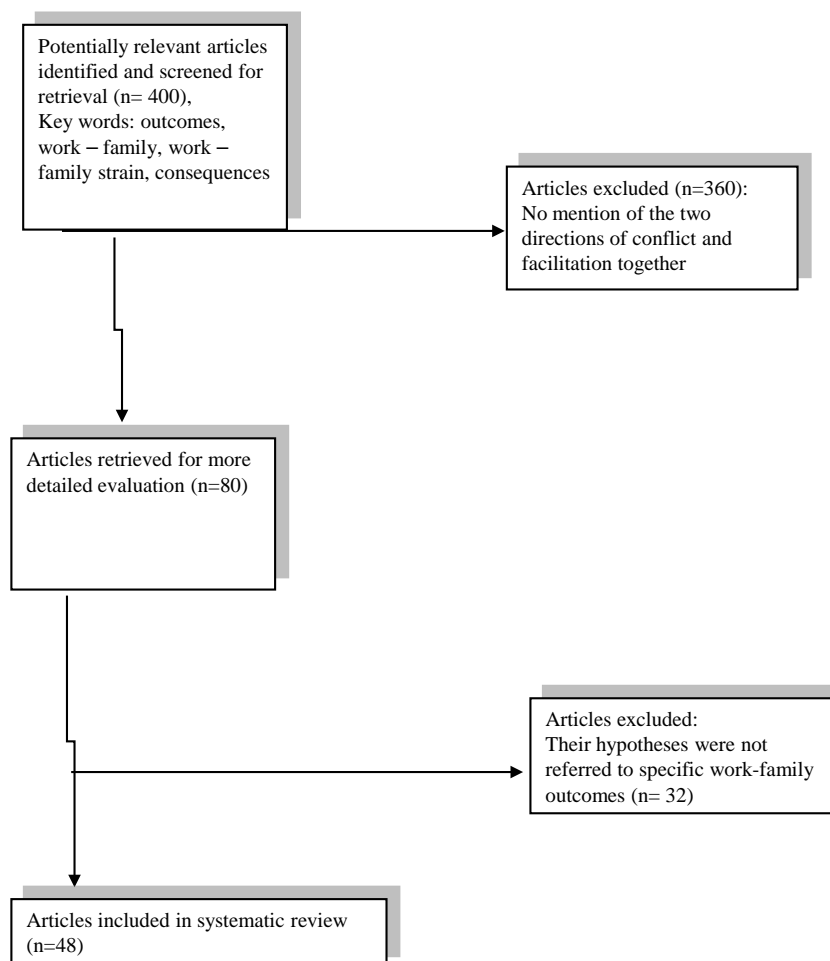 Potentially relevant articles
identified and screened for
retrieval (n= 400),
Key words: outcomes,
work – family, work –
family strain, consequences
Articles excluded (n=360):
No mention of the two
directions of conflict and
facilitation together
Articles retrieved for more
detailed evaluation (n=80)
Articles excluded:
Their hypotheses were not
referred to specific work-family
outcomes (n= 32)
Articles included in systematic review
(n=48)